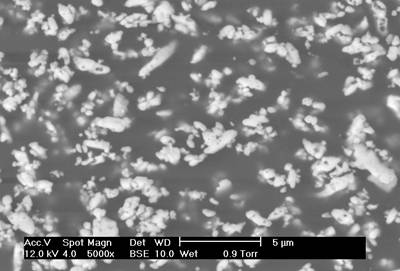 Acc.V Spot Magn Det WD 5 µm
12.0 kV 4.0 5000x BSE 10.0 Wet 0.9 Torr